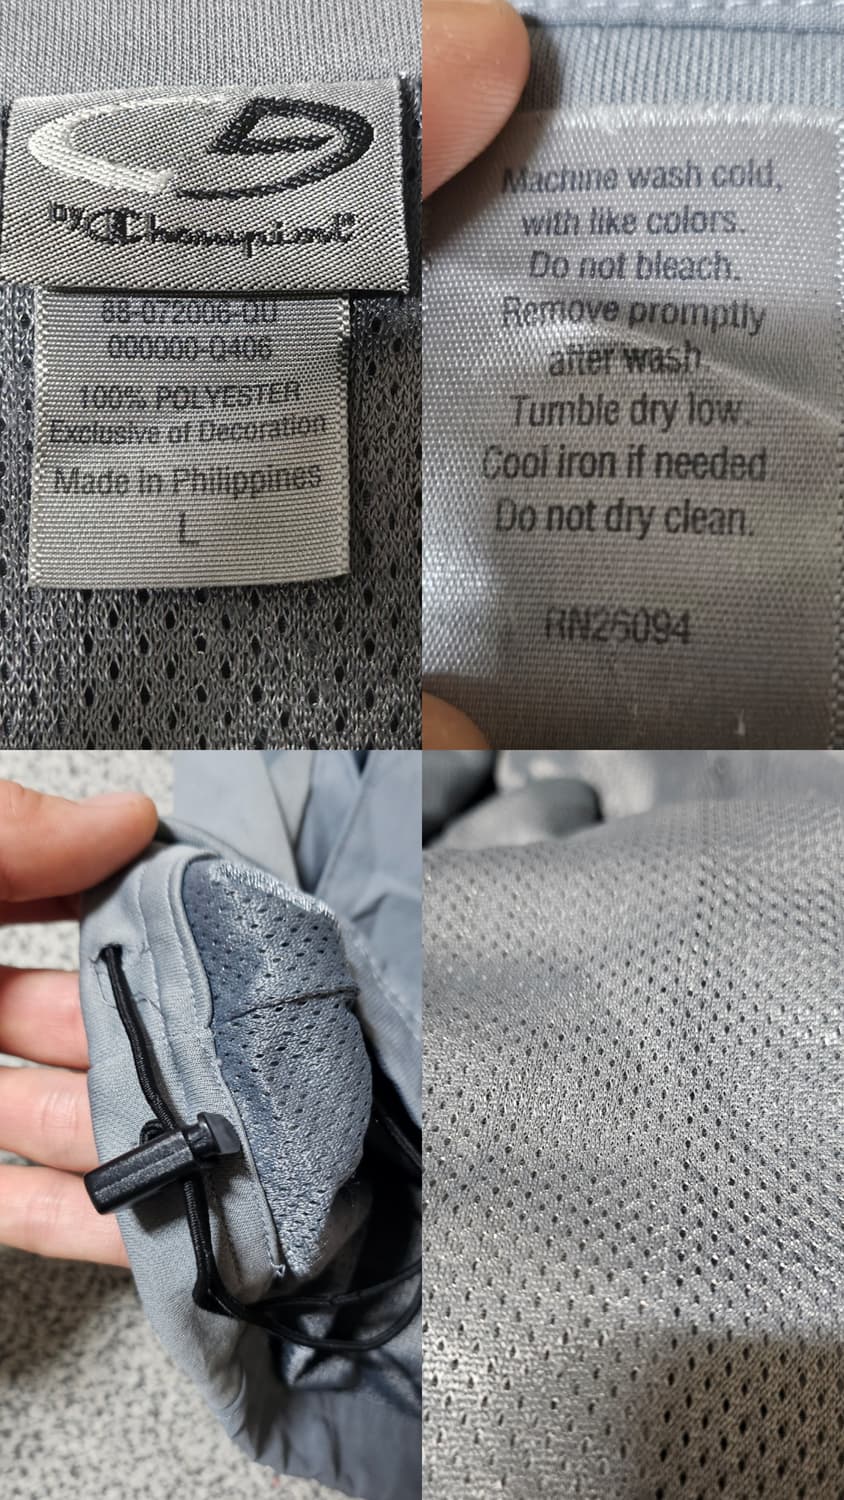 by Champion®
88-072006-QU
000000-0406
100% POLYESTER
Exclusive of Decoration
Made in Philippines
L
Machine wash cold,
with like colors.
Do not bleach.
Remove promptly
after wash.
Tumble dry low.
Cool iron if needed
Do not dry clean.
RN26094